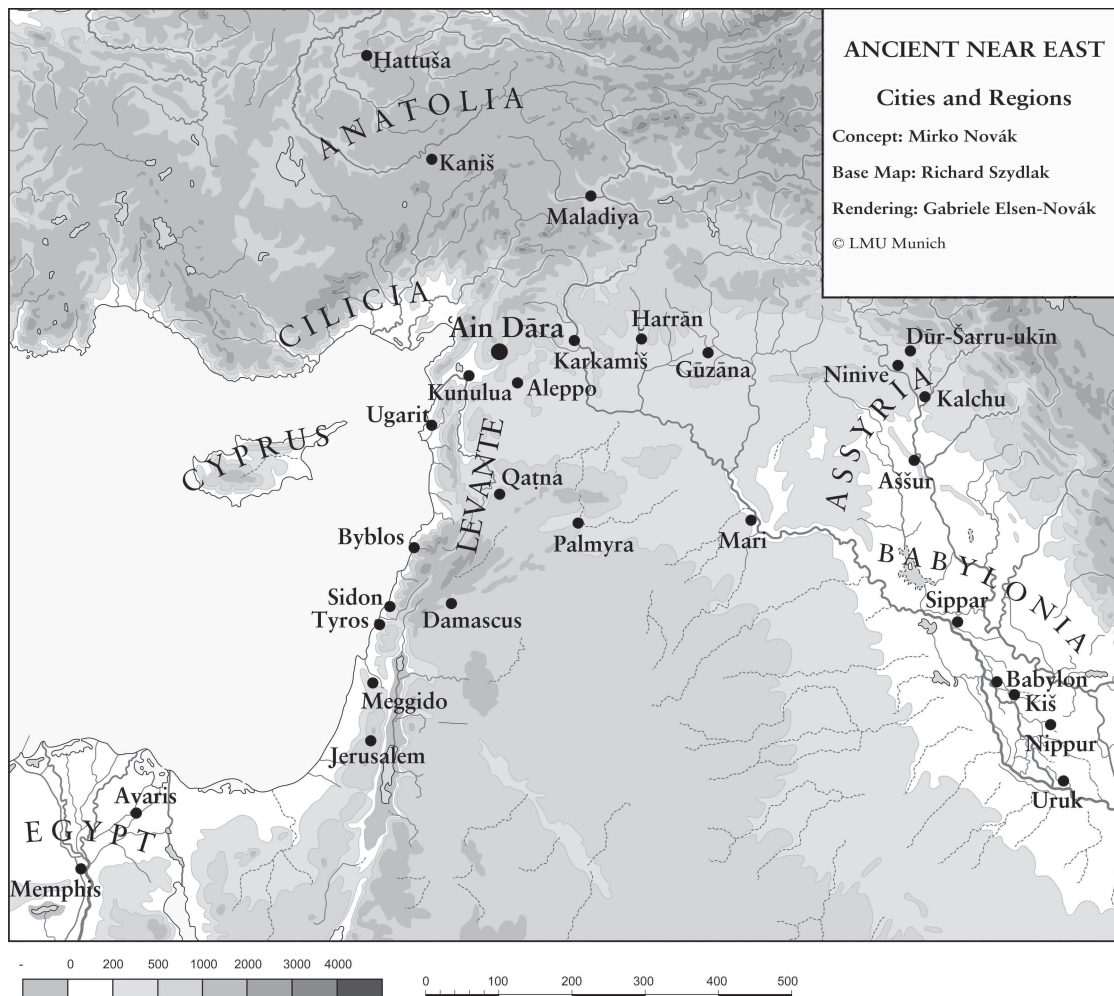 ANCIENT NEAR EAST
Cities and Regions
Concept: Mirko Novák
Base Map: Richard Szydlak
Rendering: Gabriele Elsen-Novák
© LMU Munich
Ḫattuša
ANATOLIA
Kaniš
Maladiya
CILICIA
ʿAin Dāra
Karkamiš
Ḥarrān
Gūzāna
Dūr-Šarru-ukīn
Ninive
Kalchu
Kunulua
Aleppo
Ugarit
CYPRUS
LEVANTE
ASSYRIA
Aššur
Qaṭna
Palmyra
Mari
Byblos
BABYLONIA
Sidon
Tyros
Damascus
Sippar
Meggido
Babylon
Kiš
Nippur
Jerusalem
Uruk
Avaris
EGYPT
Memphis
- 0 200 500 1000 2000 3000 4000
0 100 200 300 400 500